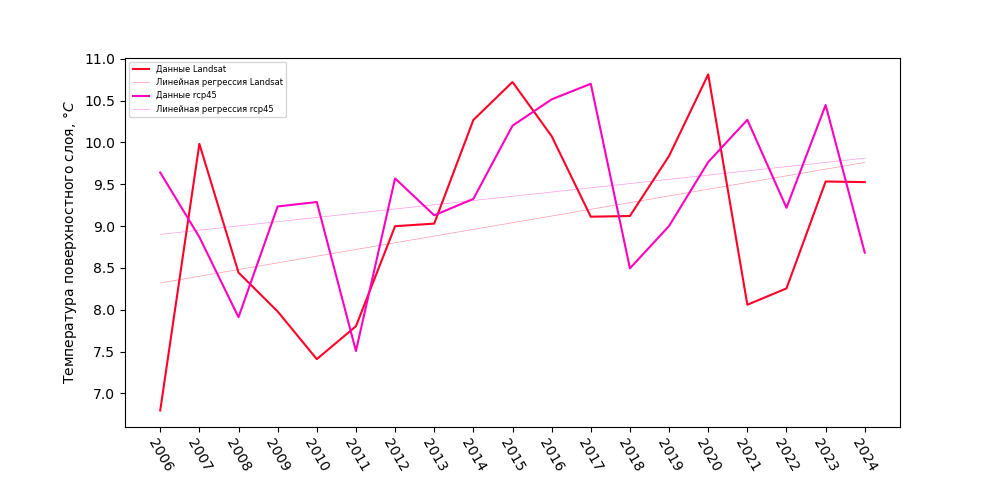 Температура поверхностного слоя, °C
11.0
10.5
10.0
9.5
9.0
8.5
8.0
7.5
7.0
Данные Landsat
Линейная регрессия Landsat
Данные rcp45
Линейная регрессия rcp45
2006 2007 2008 2009 2010 2011 2012 2013 2014 2015 2016 2017 2018 2019 2020 2021 2022 2023 2024